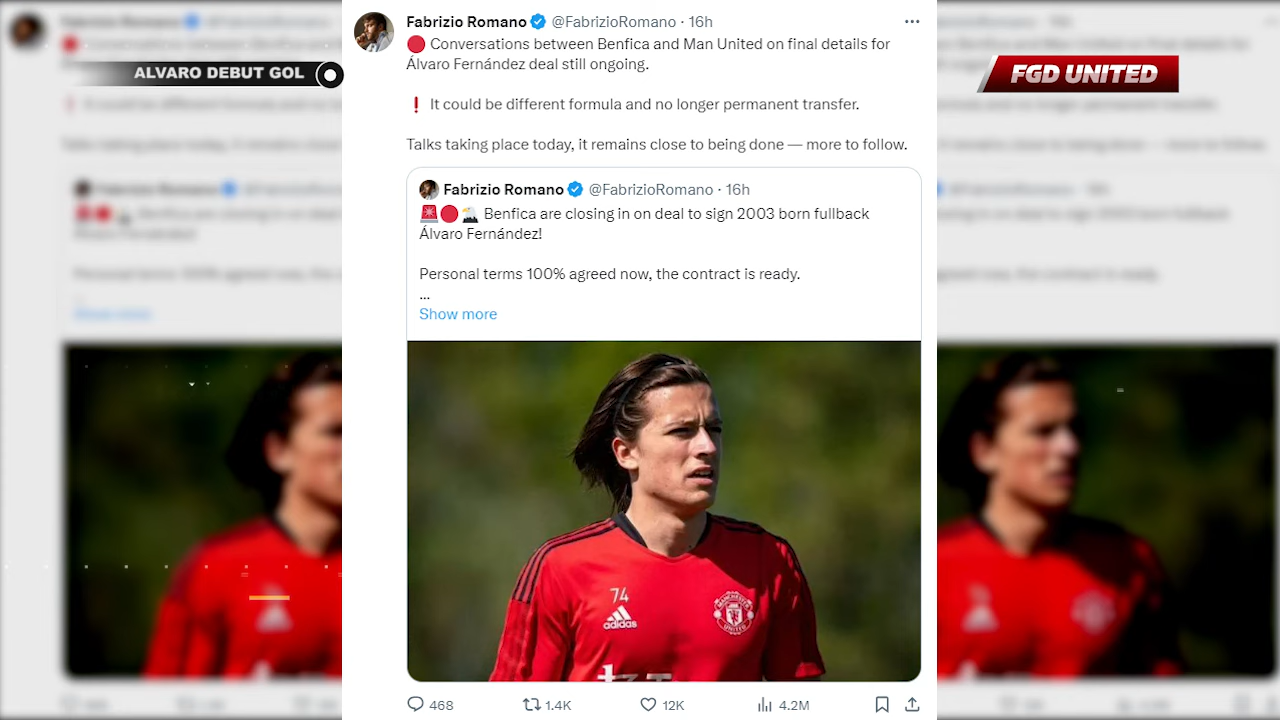 Fabrizio Romano @FabrizioRomano · 16h
🔴 Conversations between Benfica and Man United on final details for
Álvaro Fernández deal still ongoing.
❗ It could be different formula and no longer permanent transfer.
Talks taking place today, it remains close to being done — more to follow.
Fabrizio Romano @FabrizioRomano · 16h
🚨🔴🦅 Benfica are closing in on deal to sign 2003 born fullback
Álvaro Fernández!
Personal terms 100% agreed now, the contract is ready.
...
Show more
74
adidas
MANCHESTER
UNITED
468
1.4K
12K
4.2M
ALVARO DEBUT GOL
FGD UNITED